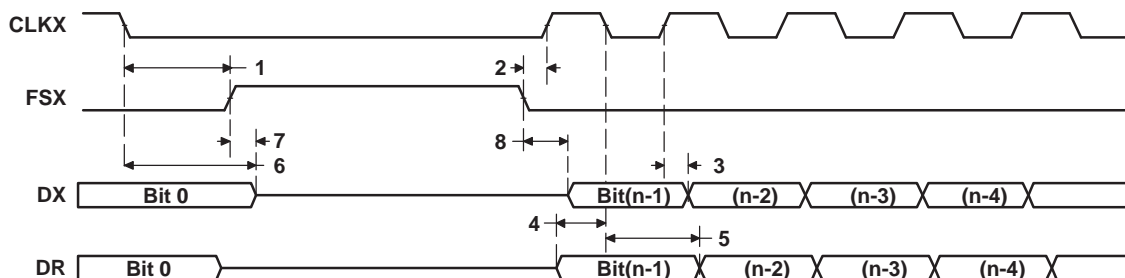 CLKX
1 2
FSX
7 8
6 3
DX Bit 0 Bit(n-1) (n-2) (n-3) (n-4)
4 5
DR Bit 0 Bit(n-1) (n-2) (n-3) (n-4)